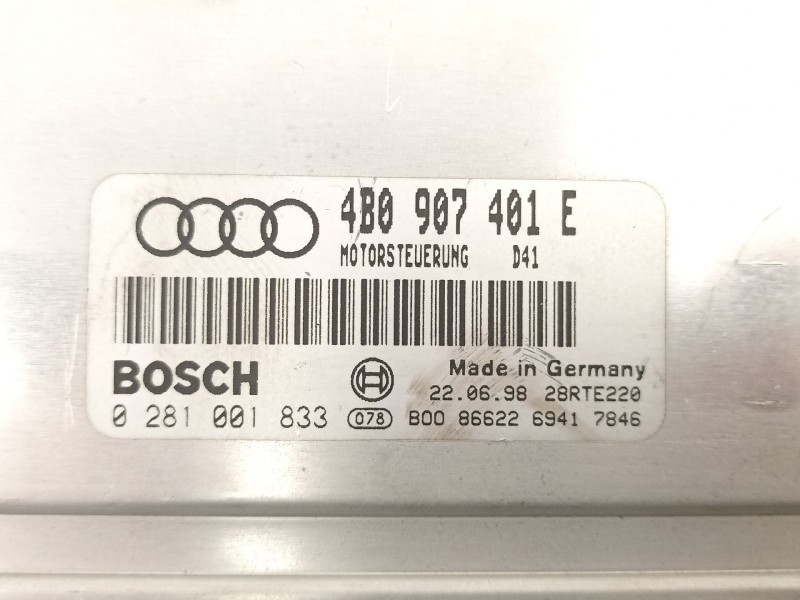 4B0 907 401 E
MOTORSTEUERUNG D41
BOSCH
Made in Germany
22.06.98 28RTE220
0 281 001 833 078 B00 86622 6941 7846